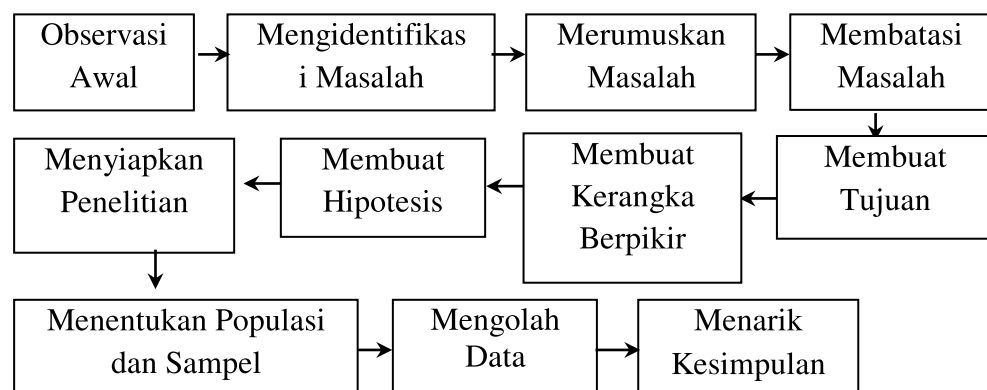 Observasi
Awal
Mengidentifikas
i Masalah
Merumuskan
Masalah
Membatasi
Masalah
Membuat
Tujuan
Membuat
Kerangka
Berpikir
Membuat
Hipotesis
Menyiapkan
Penelitian
Menentukan Populasi
dan Sampel
Mengolah
Data
Menarik
Kesimpulan